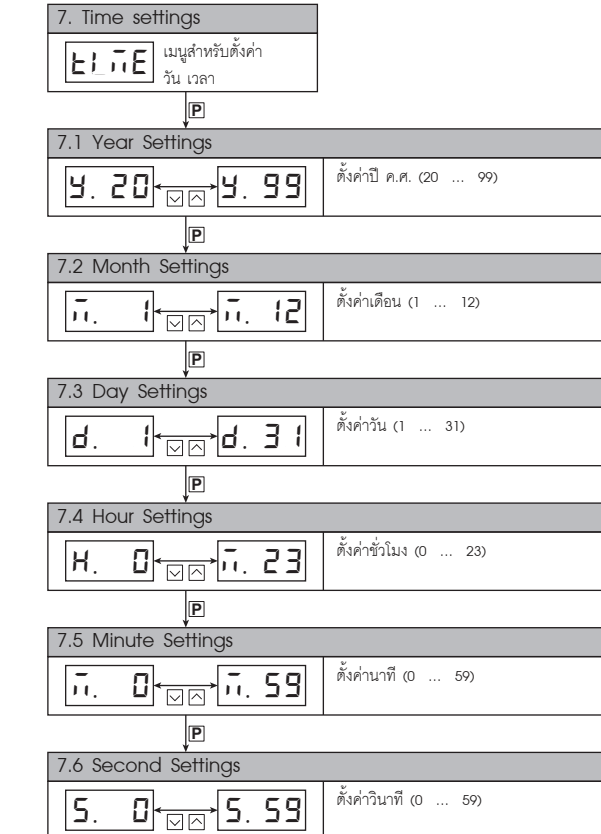 7. Time settings
tI_mE เมนูสำหรับตั้งค่า
วัน เวลา
P
7.1 Year Settings
y. 20 y. 99 ตั้งค่าปี ค.ศ. (20 ... 99)
P
7.2 Month Settings
m. 1 m. 12 ตั้งค่าเดือน (1 ... 12)
P
7.3 Day Settings
d. 1 d. 31 ตั้งค่าวัน (1 ... 31)
P
7.4 Hour Settings
H. 0 m. 23 ตั้งค่าชั่วโมง (0 ... 23)
P
7.5 Minute Settings
m. 0 m. 59 ตั้งค่านาที (0 ... 59)
P
7.6 Second Settings
S. 0 S. 59 ตั้งค่าวินาที (0 ... 59)